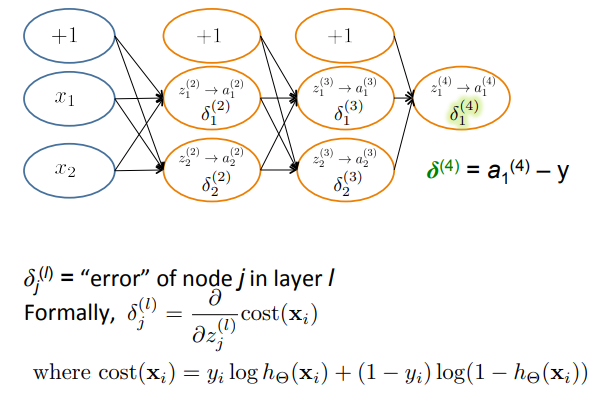 +1 +1 +1
x₁ z₁⁽²⁾ → a₁⁽²⁾ z₁⁽³⁾ → a₁⁽³⁾ z₁⁽⁴⁾ → a₁⁽⁴⁾
δ₁⁽²⁾ δ₁⁽³⁾ δ₁⁽⁴⁾
x₂ z₂⁽²⁾ → a₂⁽²⁾ z₂⁽³⁾ → a₂⁽³⁾
δ₂⁽²⁾ δ₂⁽³⁾
δ⁽⁴⁾ = a₁⁽⁴⁾ – y
δⱼ⁽ˡ⁾ = “error” of node j in layer l
Formally, δⱼ⁽ˡ⁾ = ∂/∂zⱼ⁽ˡ⁾ cost(𝐱ᵢ)
where cost(𝐱ᵢ) = yᵢ log h_Θ(𝐱ᵢ) + (1 − yᵢ) log(1 − h_Θ(𝐱ᵢ))